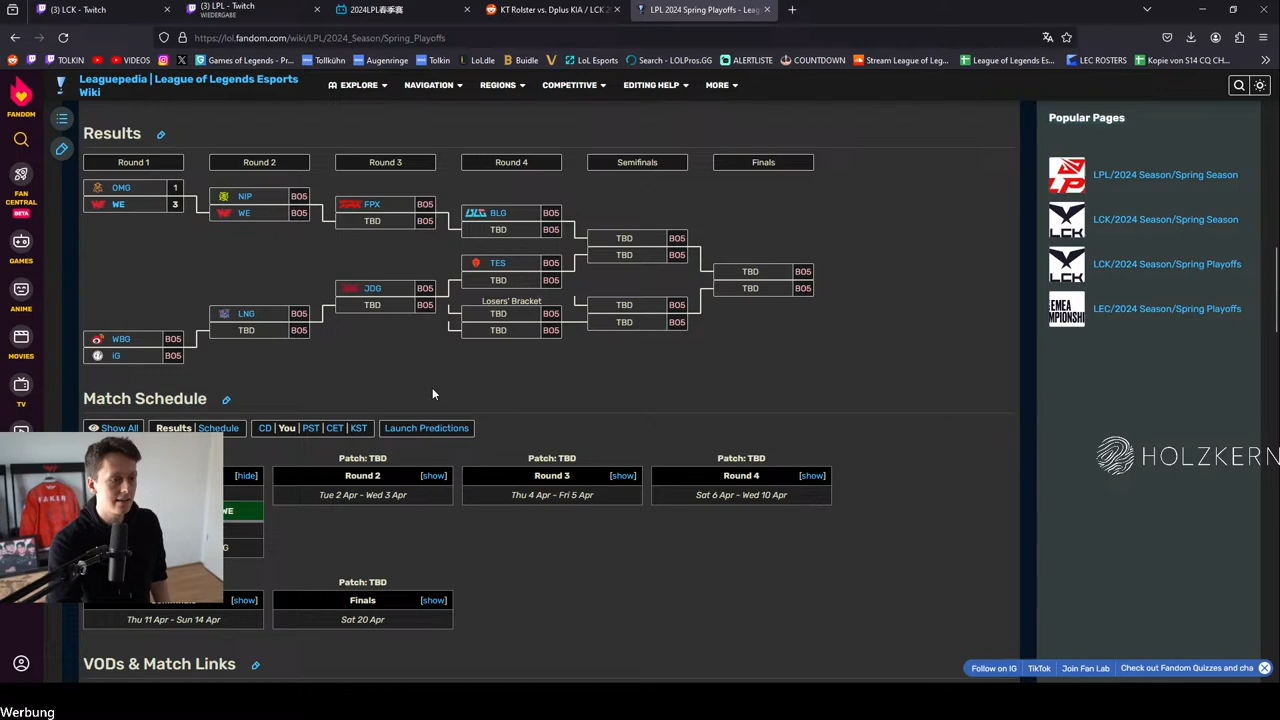 LCK - Twitch
LPL - Twitch
WIEDERGABE
2024LPL春季赛
KT Rolster vs. Dplus KIA / LCK 2
LPL 2024 Spring Playoffs - Leag
https://lol.fandom.com/wiki/LPL/2024_Season/Spring_Playoffs
TOLKIN
YOUTUBE
VIDEOS
Games of Legends - Pr...
Tollkühn
Augenringe
Tolkin
LoLdle
Buidle
LoL Esports
Search - LOLPros.GG
ALERTLISTE
COUNTDOWN
Stream League of Leg...
League of Legends Es...
LEC ROSTERS
Kopie von S14 CQ CH...
FANDOM
FAN
CENTRAL
BETA
GAMES
ANIME
MOVIES
TV
Leaguepedia | League of Legends Esports
Wiki
EXPLORE
NAVIGATION
REGIONS
COMPETITIVE
EDITING HELP
MORE
Results
Round 1
Round 2
Round 3
Round 4
Semifinals
Finals
OMG 1
WE 3
NIP BO5
WE BO5
FPX BO5
TBD BO5
BLG BO5
TBD BO5
TBD BO5
TBD BO5
TES BO5
TBD BO5
TBD BO5
TBD BO5
JDG BO5
TBD BO5
Losers' Bracket
TBD BO5
TBD BO5
TBD BO5
TBD BO5
LNG BO5
TBD BO5
WBG BO5
iG BO5
Match Schedule
Show All
Results | Schedule
CD | You | PST | CET | KST
Launch Predictions
[hide]
WE
G
Patch: TBD
Round 2 [show]
Tue 2 Apr - Wed 3 Apr
Patch: TBD
Round 3 [show]
Thu 4 Apr - Fri 5 Apr
Patch: TBD
Round 4 [show]
Sat 6 Apr - Wed 10 Apr
[show]
Thu 11 Apr - Sun 14 Apr
Patch: TBD
Finals [show]
Sat 20 Apr
VODs & Match Links
Popular Pages
LPL/2024 Season/Spring Season
LCK/2024 Season/Spring Season
LCK/2024 Season/Spring Playoffs
LEC/2024 Season/Spring Playoffs
LCK
LCK
EMEA
HOLZKERN
FAKER
Follow on IG
TikTok
Join Fan Lab
Check out Fandom Quizzes and cha
Werbung